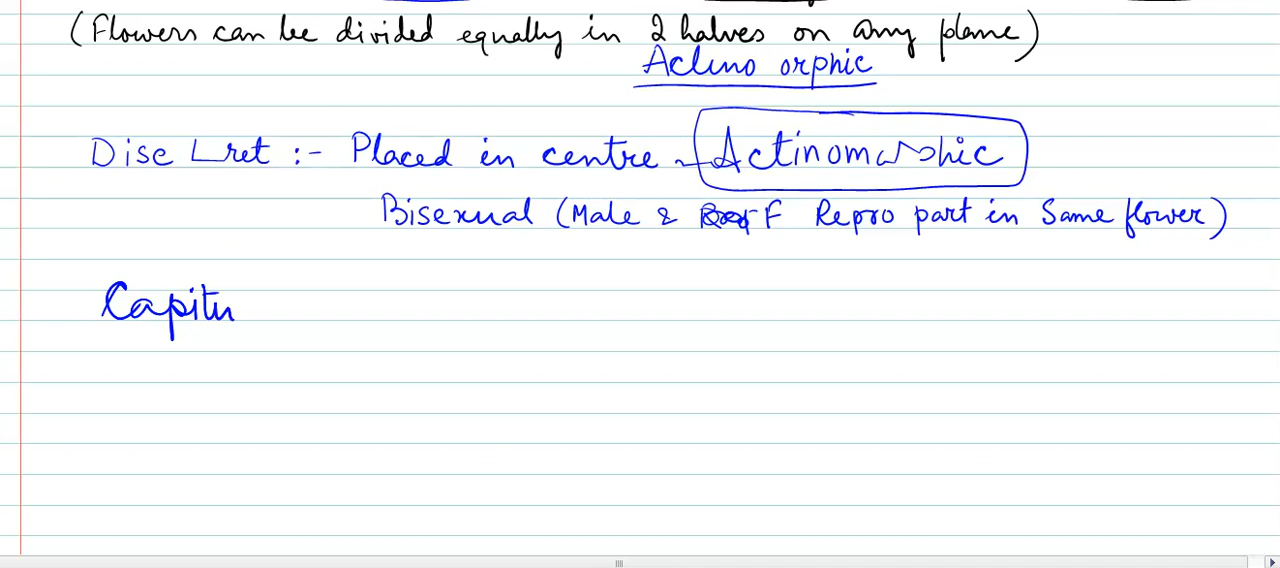 (Flowers can be divided equally in 2 halves on any plane)
Actino orphic
Disc Lret :- Placed in centre - Actinomorphic
Bisexual (Male & F Repro part in Same flower)
Capitu